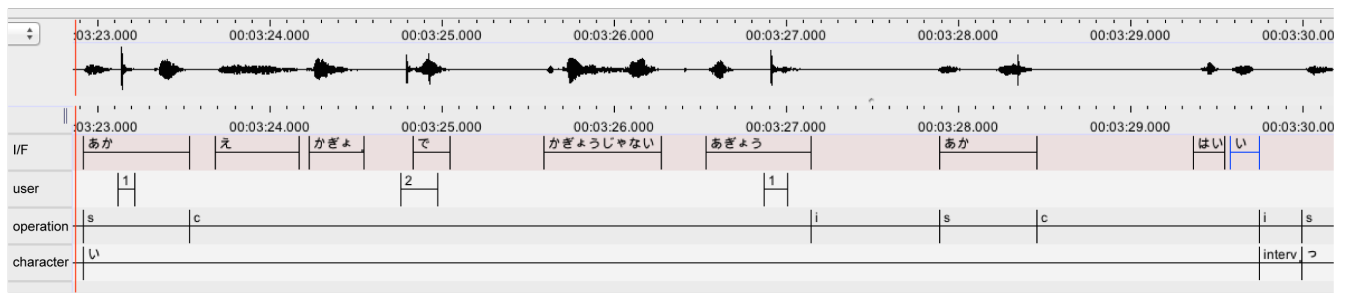 03:23.000 00:03:24.000 00:03:25.000 00:03:26.000 00:03:27.000 00:03:28.000 00:03:29.000 00:03:30.00
03:23.000 00:03:24.000 00:03:25.000 00:03:26.000 00:03:27.000 00:03:28.000 00:03:29.000 00:03:30.00
I/F あか え かぎょ で かぎょうじゃない あぎょう あか はい い
user 1 2 1
operation s c i s c i s
character い interv っ